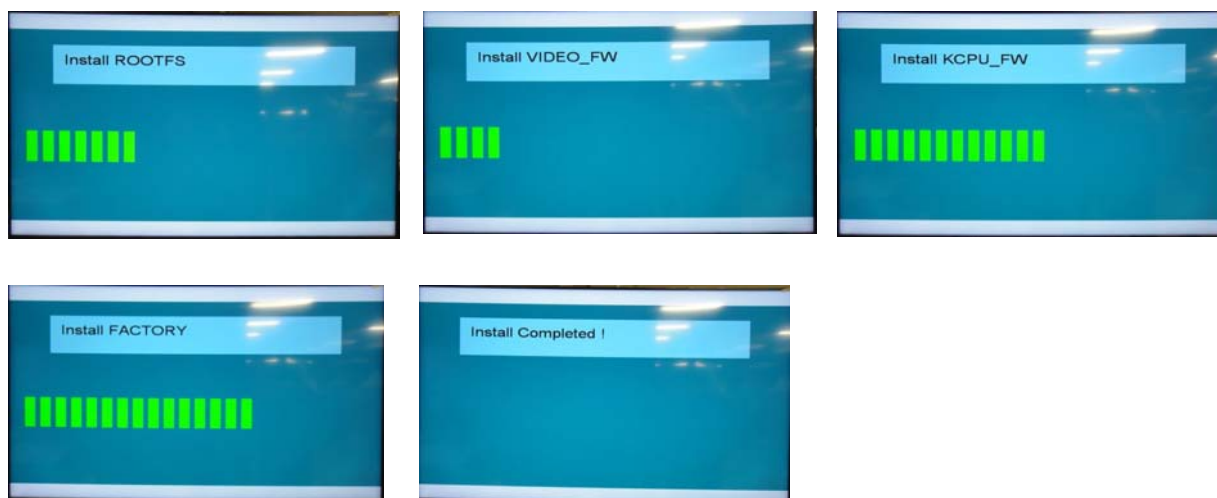 Install ROOTFS
Install VIDEO_FW
Install KCPU_FW
Install FACTORY
Install Completed !